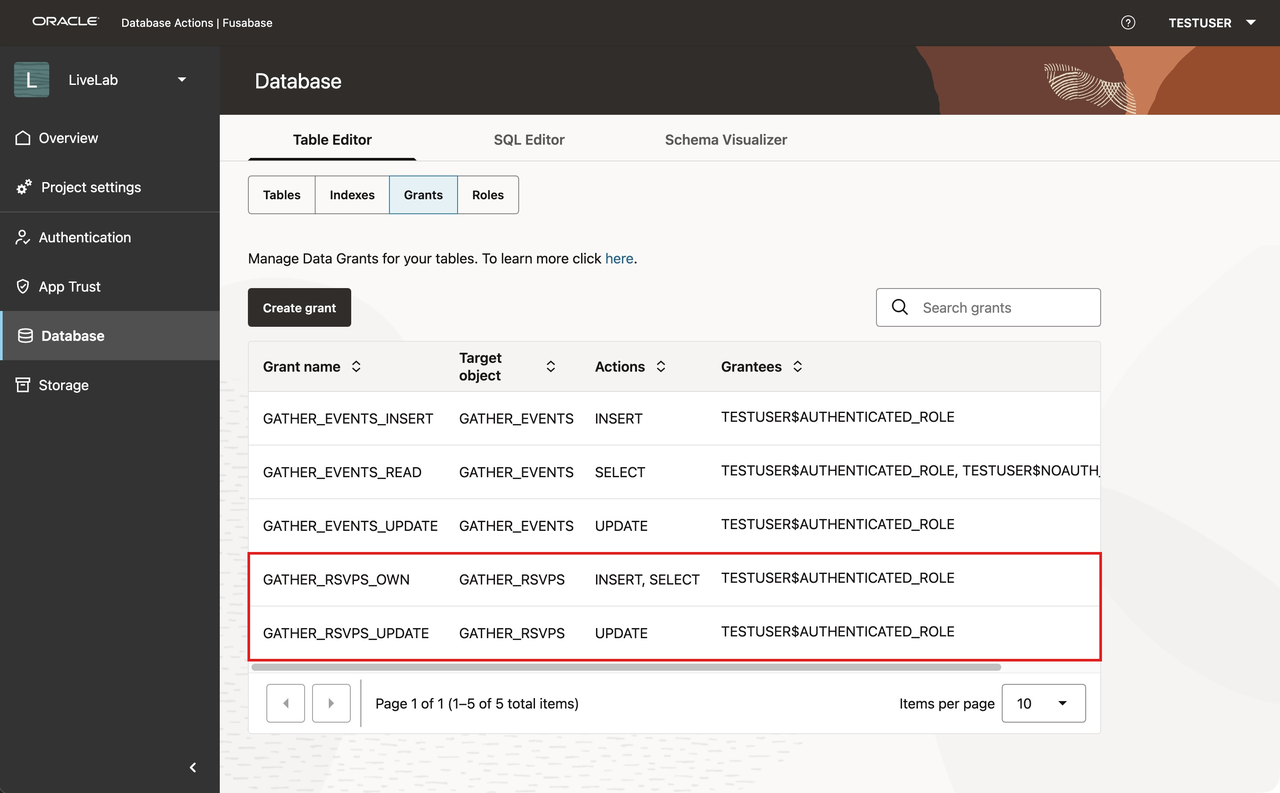 ORACLE Database Actions | Fusabase TESTUSER
L LiveLab
Database
Overview
Project settings
Authentication
App Trust
Database
Storage
Table Editor SQL Editor Schema Visualizer
Tables Indexes Grants Roles
Manage Data Grants for your tables. To learn more click here.
Create grant Search grants
Grant name Target object Actions Grantees
GATHER_EVENTS_INSERT GATHER_EVENTS INSERT TESTUSER$AUTHENTICATED_ROLE
GATHER_EVENTS_READ GATHER_EVENTS SELECT TESTUSER$AUTHENTICATED_ROLE, TESTUSER$NOAUTH_
GATHER_EVENTS_UPDATE GATHER_EVENTS UPDATE TESTUSER$AUTHENTICATED_ROLE
GATHER_RSVPS_OWN GATHER_RSVPS INSERT, SELECT TESTUSER$AUTHENTICATED_ROLE
GATHER_RSVPS_UPDATE GATHER_RSVPS UPDATE TESTUSER$AUTHENTICATED_ROLE
Page 1 of 1 (1–5 of 5 total items) Items per page 10